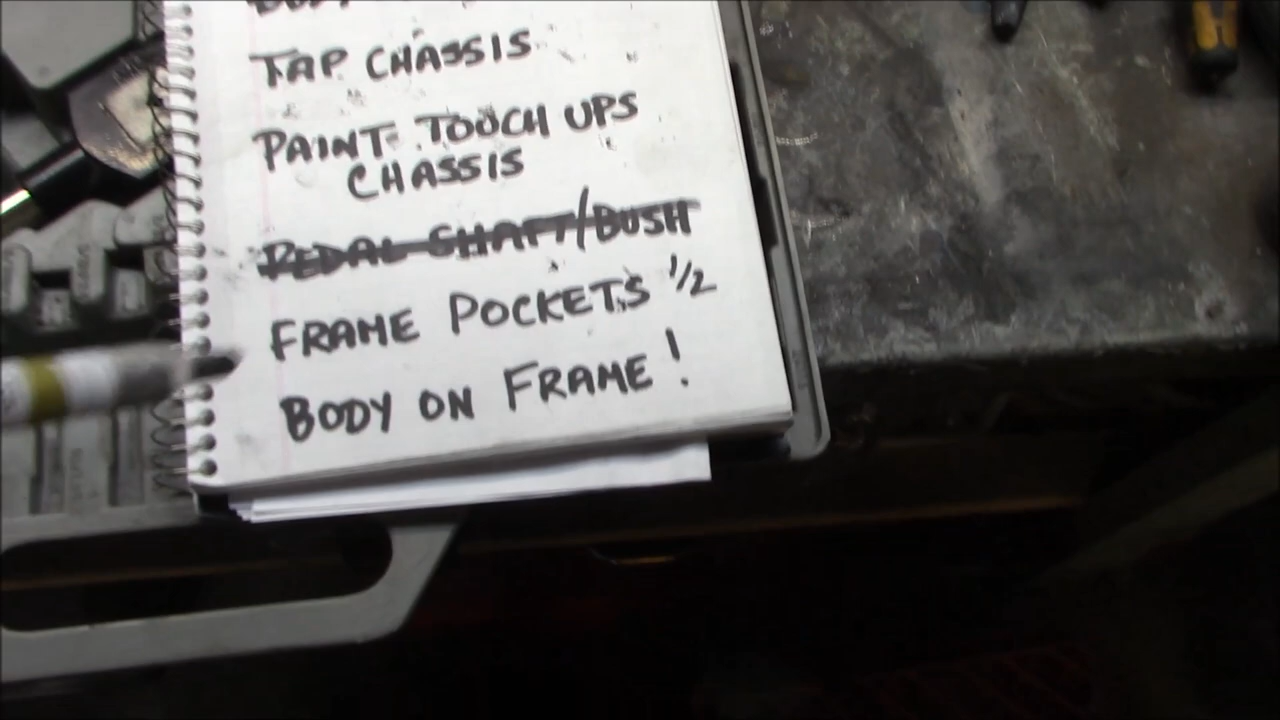 TAP CHASSIS
PAINT TOUCH UPS
CHASSIS
PEDAL SHAFT/BUSH
FRAME POCKETS 1/2
BODY ON FRAME!